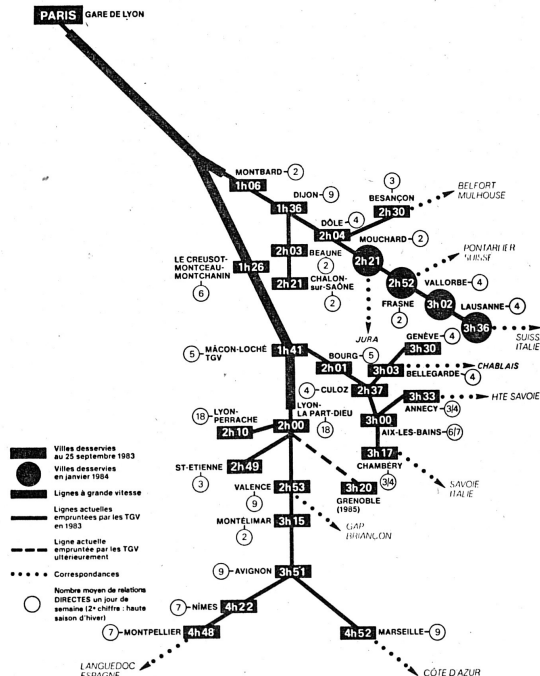 PARIS GARE DE LYON
MONTBARD 2
1h06
DIJON 9
1h36
3
BESANÇON
2h30
BELFORT
MULHOUSE
DÔLE 4
2h04
MOUCHARD 2
2h21
2h03
BEAUNE
2
2h21
CHALON-
sur-SAÔNE
2
LE CREUSOT-
MONTCEAU-
MONTCHANIN
6
1h26
PONTARLIER
SUISSE
2h52
FRASNE
2
VALLORBE 4
3h02
LAUSANNE 4
3h36
SUISS
ITALIE
JURA
GENÈVE 4
3h30
5 MÂCON-LOCHÉ
TGV
1h41
BOURG 5
2h01
3h03
BELLEGARDE 4
CHABLAIS
4 CULOZ
2h37
3h33
ANNECY 3/4
HTE SAVOIE
3h00
AIX-LES-BAINS 6/7
3h17
CHAMBÉRY
3/4
SAVOIE
ITALIE
LYON-
LA PART-DIEU
18
2h00
18 LYON-
PERRACHE
2h10
ST-ETIENNE
3
2h49
VALENCE
9
2h53
3h20
GRENOBLE
(1985)
GAP
BRIANÇON
MONTÉLIMAR
2
3h15
9 AVIGNON
3h51
7 NÎMES
4h22
7 MONTPELLIER
4h48
4h52
MARSEILLE 9
LANGUEDOC
ESPAGNE
CÔTE D'AZUR
Villes desservies
au 25 septembre 1983
Villes desservies
en janvier 1984
Lignes à grande vitesse
Lignes actuelles
empruntées par les TGV
en 1983
Ligne actuelle
empruntée par les TGV
ultérieurement
Correspondances
Nombre moyen de relations
DIRECTES un jour de
semaine (2e chiffre : haute
saison d'hiver)